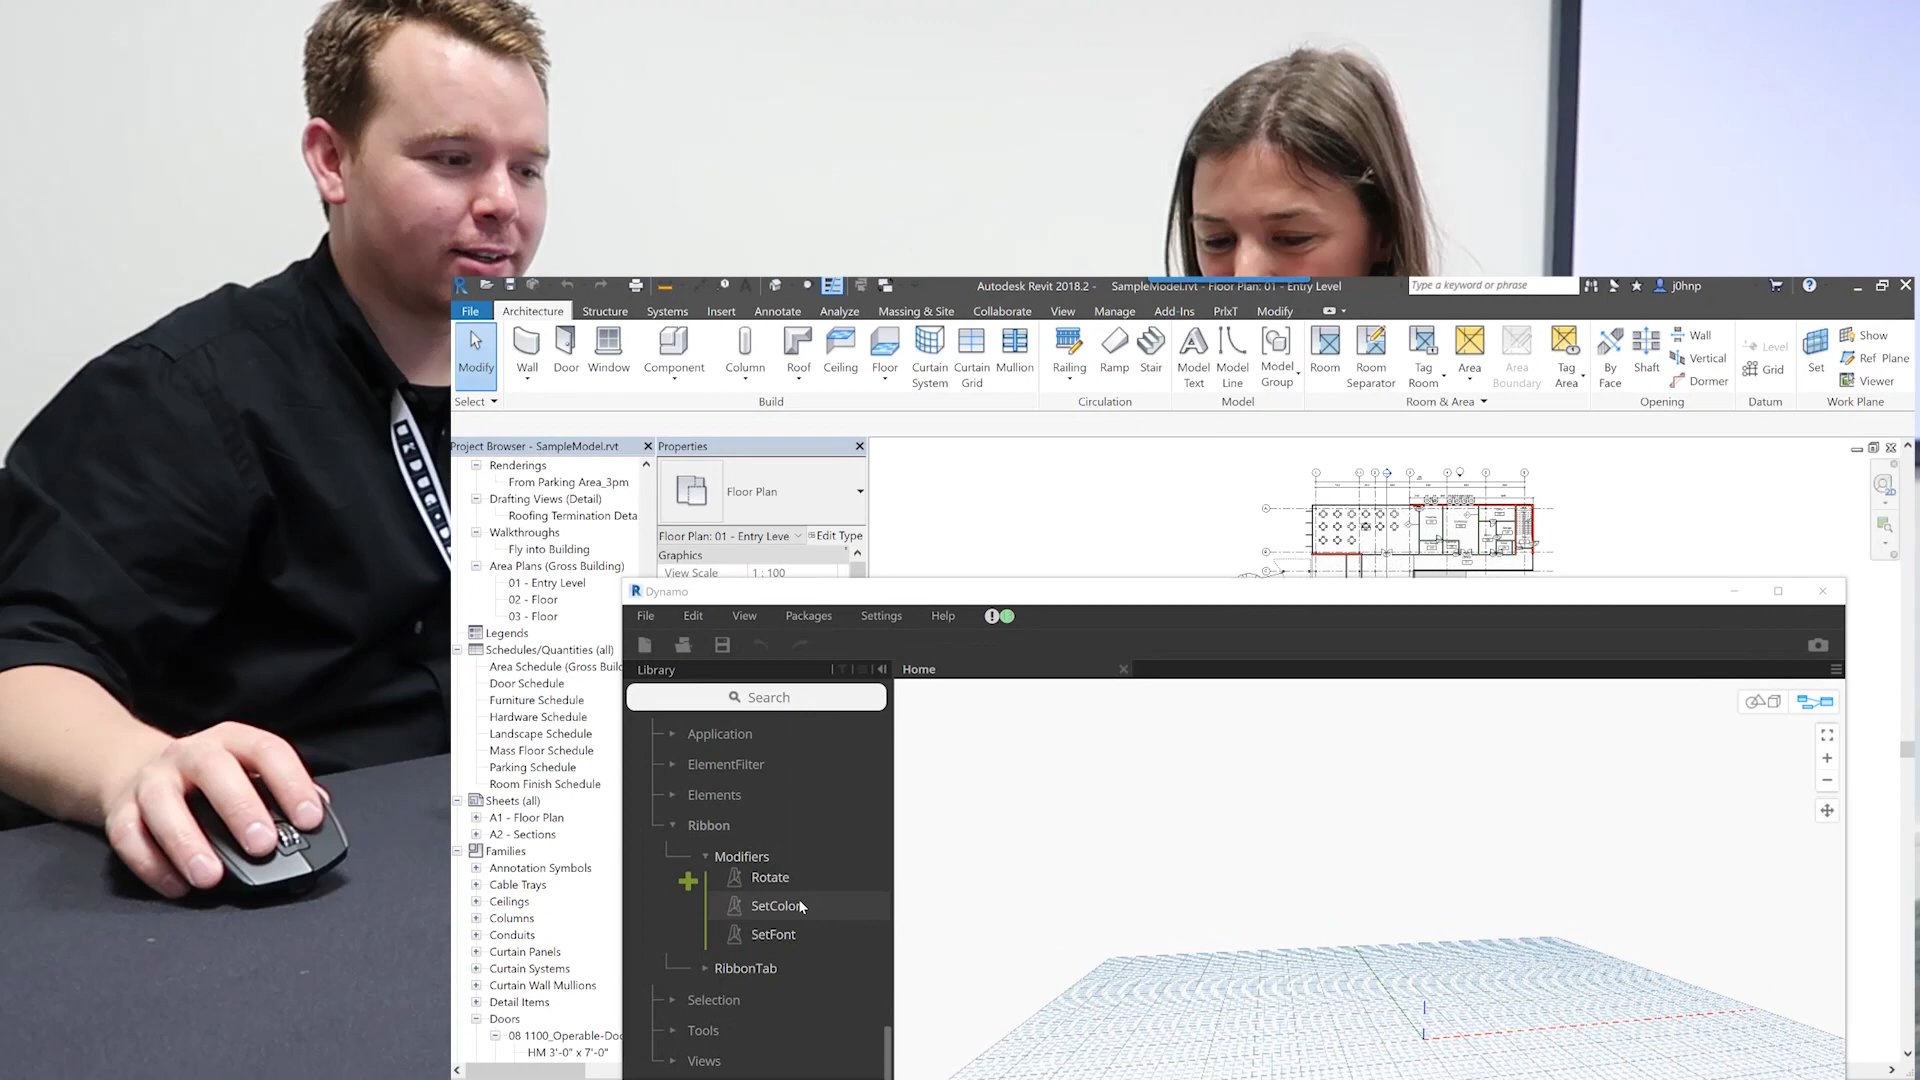 Autodesk Revit 2018.2 - SampleModel.rvt - Floor Plan: 01 - Entry Level
Type a keyword or phrase
j0hnp
File Architecture Structure Systems Insert Annotate Analyze Massing & Site Collaborate View Manage Add-Ins PrlxT Modify
Modify
Wall
Door
Window
Component
Column
Roof
Ceiling
Floor
Curtain System
Curtain Grid
Mullion
Railing
Ramp
Stair
Model Text
Model Line
Model Group
Room
Room Separator
Tag Room
Area
Area Boundary
Tag Area
By Face
Shaft
Wall
Vertical
Dormer
Level
Grid
Set
Show
Ref Plane
Viewer
Select
Build
Circulation
Model
Room & Area
Opening
Datum
Work Plane
Project Browser - SampleModel.rvt
Renderings
From Parking Area_3pm
Drafting Views (Detail)
Roofing Termination Deta
Walkthroughs
Fly into Building
Area Plans (Gross Building)
01 - Entry Level
02 - Floor
03 - Floor
Legends
Schedules/Quantities (all)
Area Schedule (Gross Builc
Door Schedule
Furniture Schedule
Hardware Schedule
Landscape Schedule
Mass Floor Schedule
Parking Schedule
Room Finish Schedule
Sheets (all)
A1 - Floor Plan
A2 - Sections
Families
Annotation Symbols
Cable Trays
Ceilings
Columns
Conduits
Curtain Panels
Curtain Systems
Curtain Wall Mullions
Detail Items
Doors
08 1100_Operable-Doo
HM 3'-0" x 7'-0"
Properties
Floor Plan
Floor Plan: 01 - Entry Leve
Edit Type
Graphics
View Scale 1 : 100
2D
Dynamo
File Edit View Packages Settings Help
Library
Home
Search
Application
ElementFilter
Elements
Ribbon
Modifiers
Rotate
SetColor
SetFont
RibbonTab
Selection
Tools
Views